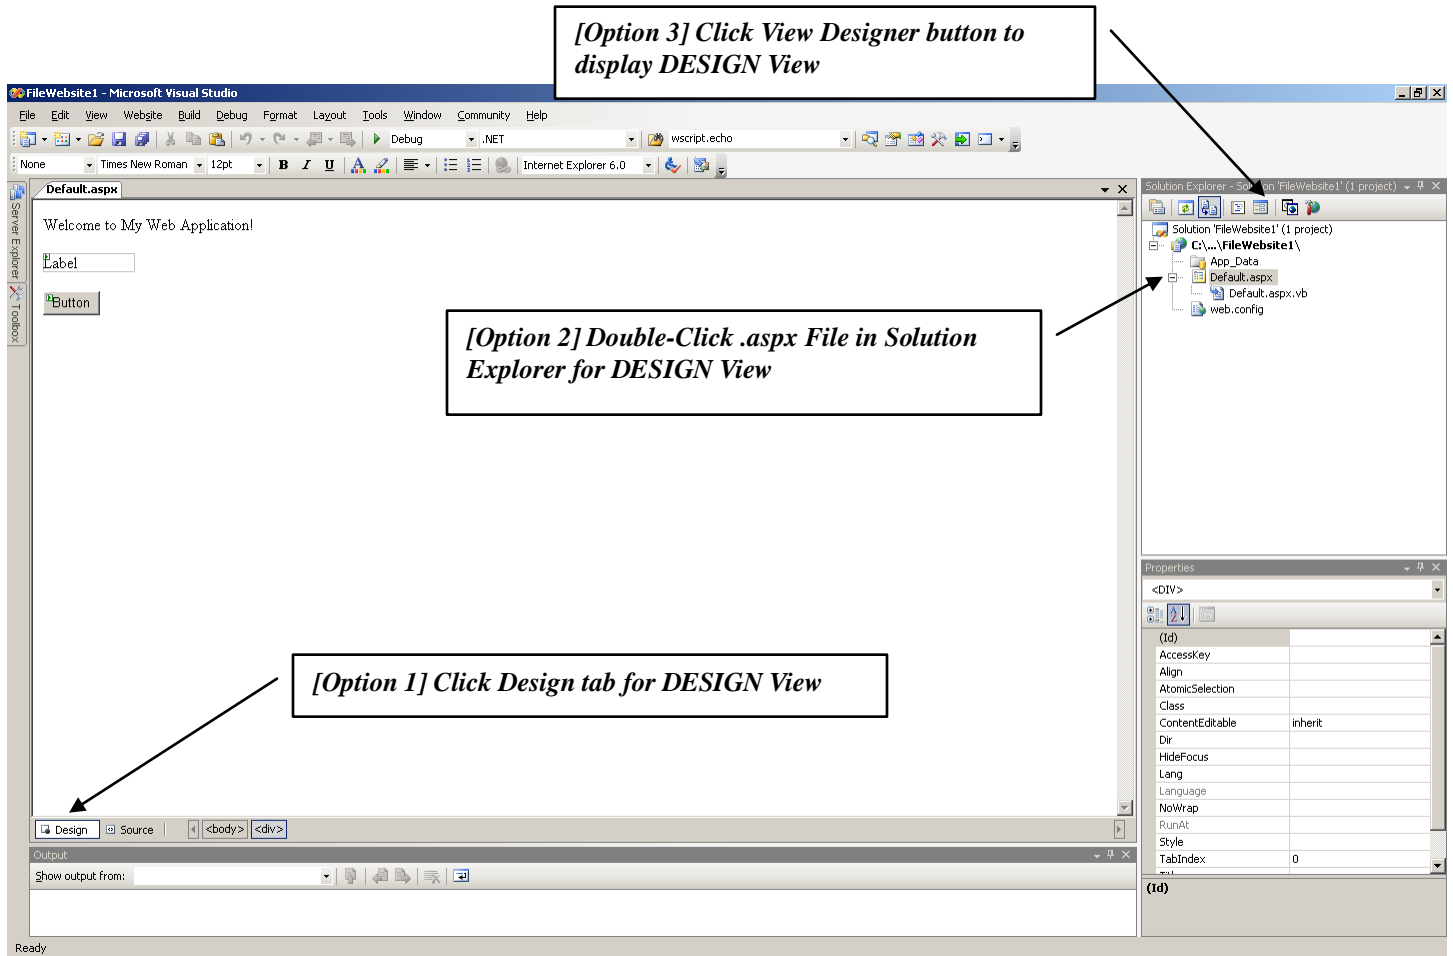 [Option 3] Click View Designer button to
display DESIGN View
FileWebsite1 - Microsoft Visual Studio
File Edit View Website Build Debug Format Layout Tools Window Community Help
Debug .NET wscript.echo
None Times New Roman 12pt B I U A Internet Explorer 6.0
Server Explorer
Toolbox
Default.aspx
Welcome to My Web Application!
Label
Button
[Option 2] Double-Click .aspx File in Solution
Explorer for DESIGN View
[Option 1] Click Design tab for DESIGN View
Design Source <body> <div>
Output
Show output from:
Solution Explorer - Solution 'FileWebsite1' (1 project)
Solution 'FileWebsite1' (1 project)
C:\...\FileWebsite1\
App_Data
Default.aspx
Default.aspx.vb
web.config
Properties
<DIV>
(Id)
AccessKey
Align
AtomicSelection
Class
ContentEditable inherit
Dir
HideFocus
Lang
Language
NoWrap
RunAt
Style
TabIndex 0
(Id)
Ready